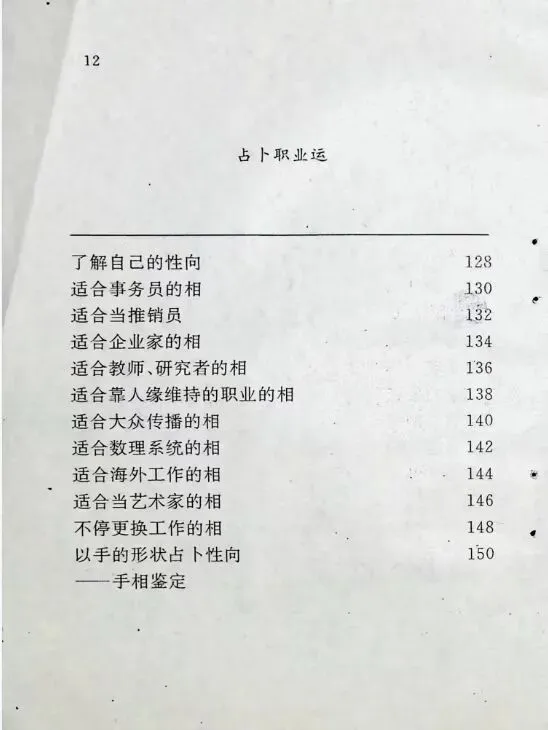 12
占卜职业运
了解自己的性向 128
适合事务员的相 130
适合当推销员 132
适合企业家的相 134
适合教师、研究者的相 136
适合靠人缘维持的职业的相 138
适合大众传播的相 140
适合数理系统的相 142
适合海外工作的相 144
适合当艺术家的相 146
不停更换工作的相 148
以手的形状占卜性向 150
——手相鉴定